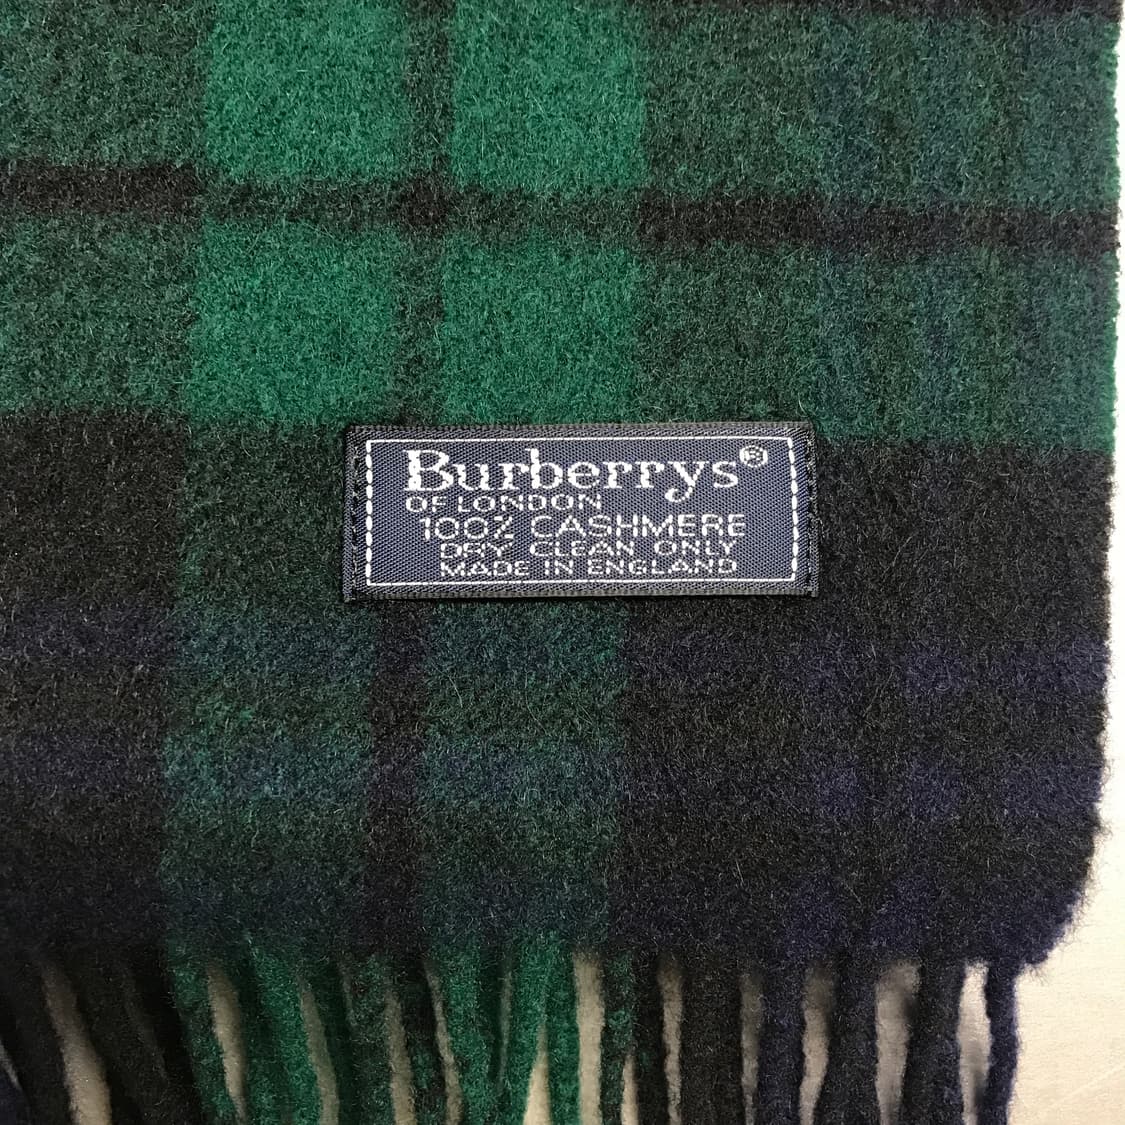 Burberrys®
OF LONDON
100% CASHMERE
DRY CLEAN ONLY
MADE IN ENGLAND